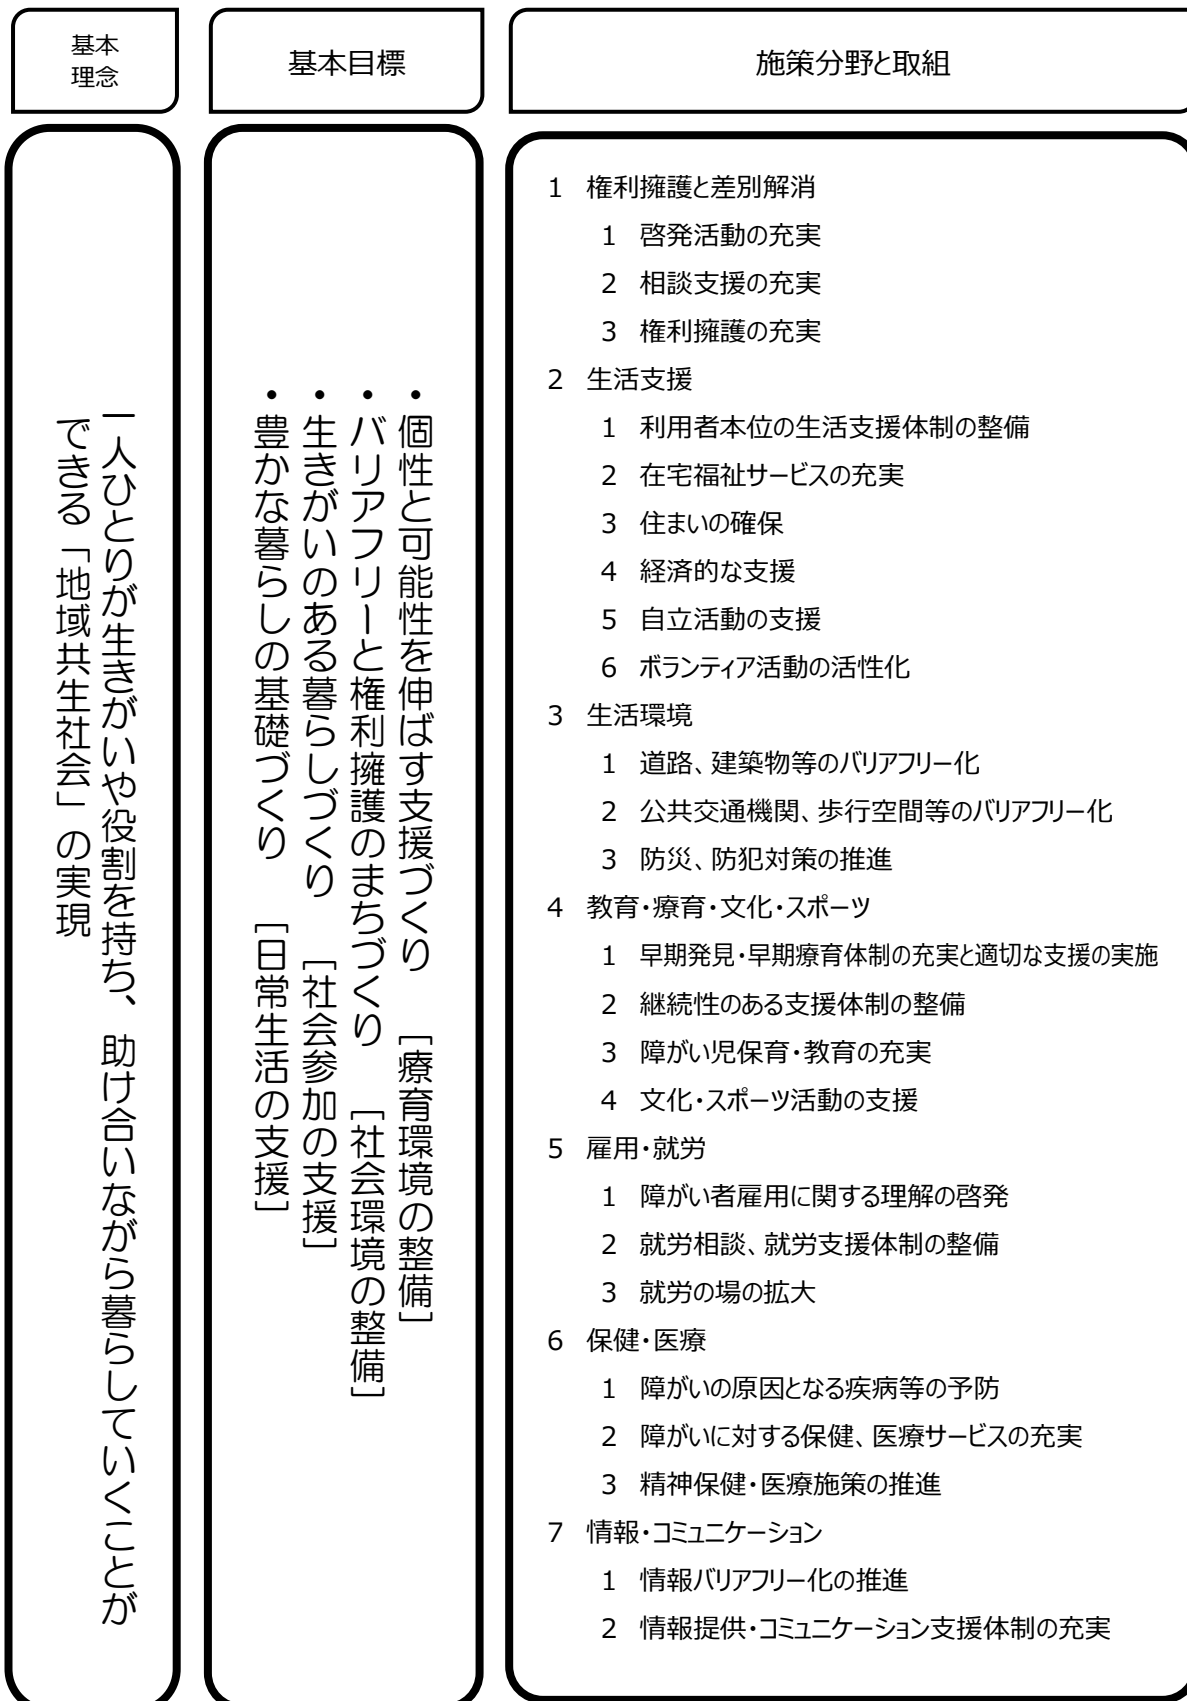 基本
理念
基本目標
施策分野と取組
一人ひとりが生きがいや役割を持ち、助け合いながら暮らしていくことが
できる「地域共生社会」の実現
・個性と可能性を伸ばす支援づくり ［療育環境の整備］
・バリアフリーと権利擁護のまちづくり ［社会環境の整備］
・生きがいのある暮らしづくり ［社会参加の支援］
・豊かな暮らしの基礎づくり ［日常生活の支援］
1 権利擁護と差別解消
1 啓発活動の充実
2 相談支援の充実
3 権利擁護の充実
2 生活支援
1 利用者本位の生活支援体制の整備
2 在宅福祉サービスの充実
3 住まいの確保
4 経済的な支援
5 自立活動の支援
6 ボランティア活動の活性化
3 生活環境
1 道路、建築物等のバリアフリー化
2 公共交通機関、歩行空間等のバリアフリー化
3 防災、防犯対策の推進
4 教育・療育・文化・スポーツ
1 早期発見・早期療育体制の充実と適切な支援の実施
2 継続性のある支援体制の整備
3 障がい児保育・教育の充実
4 文化・スポーツ活動の支援
5 雇用・就労
1 障がい者雇用に関する理解の啓発
2 就労相談、就労支援体制の整備
3 就労の場の拡大
6 保健・医療
1 障がいの原因となる疾病等の予防
2 障がいに対する保健、医療サービスの充実
3 精神保健・医療施策の推進
7 情報・コミュニケーション
1 情報バリアフリー化の推進
2 情報提供・コミュニケーション支援体制の充実